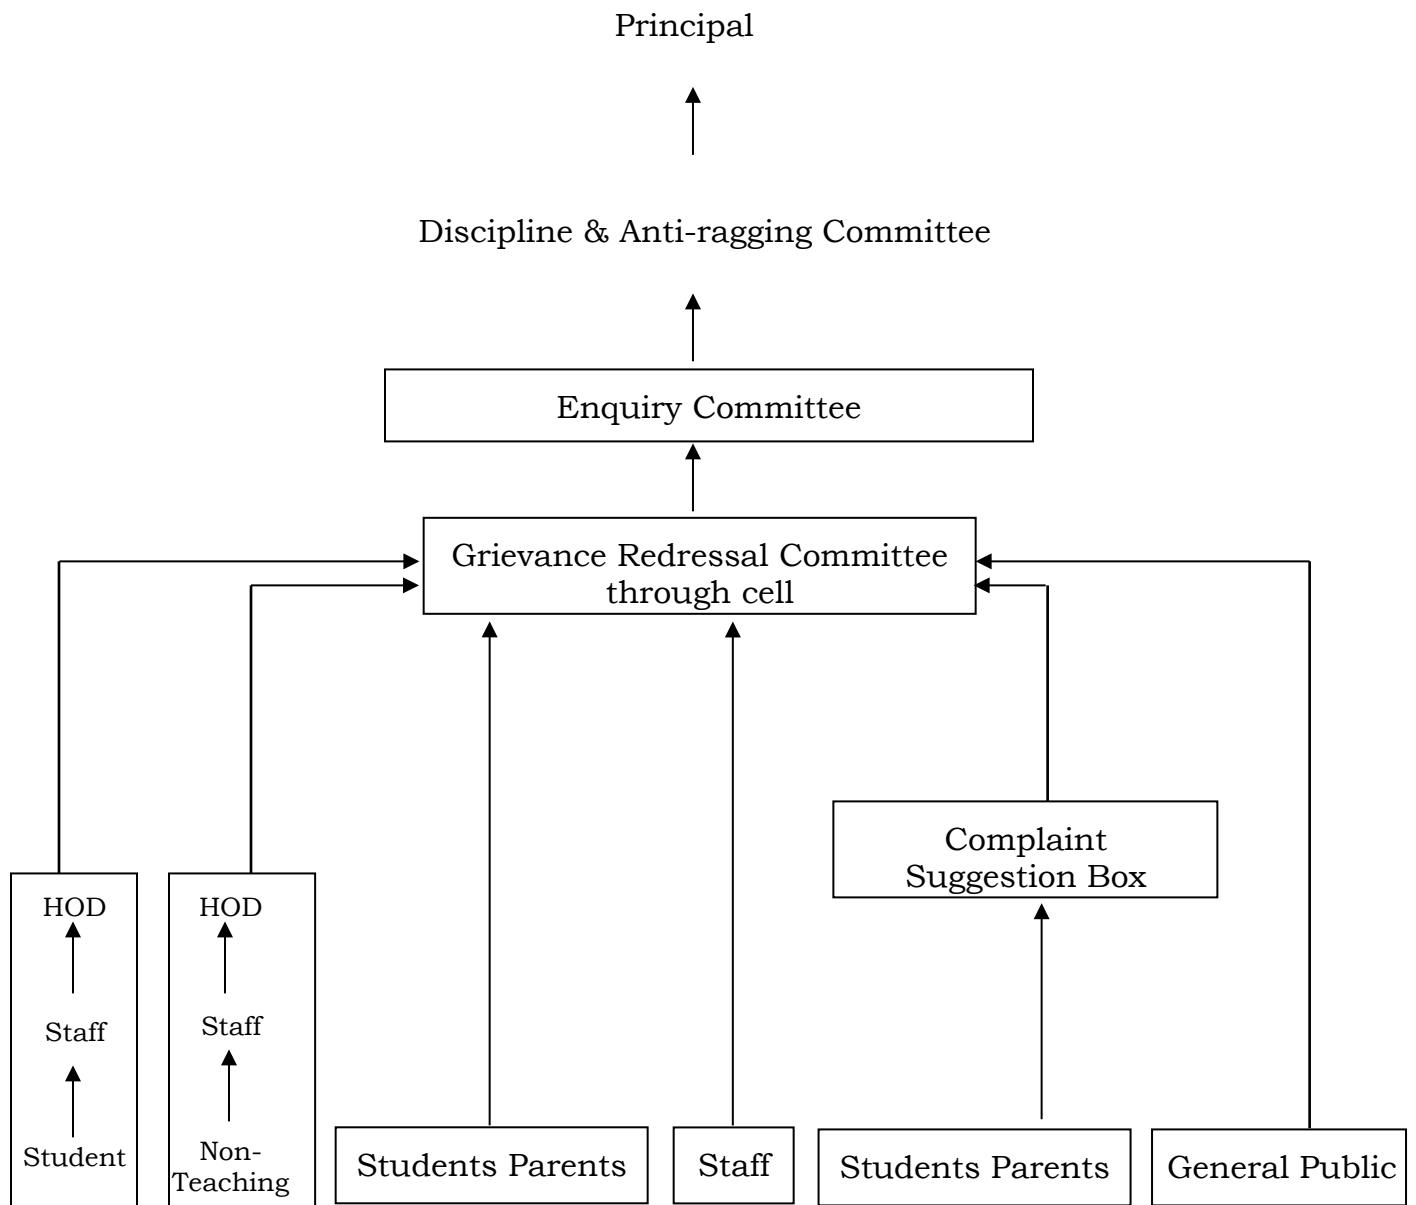 Principal
Discipline & Anti-ragging Committee
Enquiry Committee
Grievance Redressal Committee
through cell
Complaint
Suggestion Box
HOD
Staff
Student
HOD
Staff
Non-
Teaching
Students Parents
Staff
Students Parents
General Public